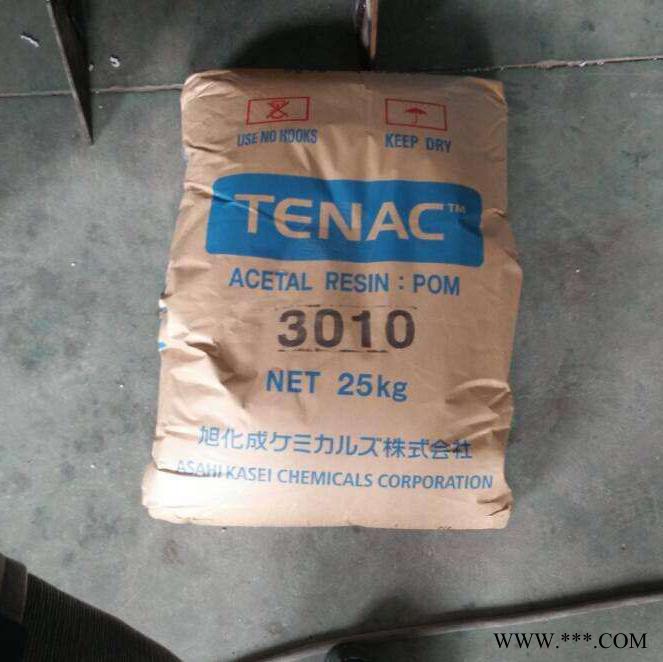 USE NO HOOKS
KEEP DRY
TENAC™
ACETAL RESIN : POM
3010
NET 25kg
旭化成ケミカルズ株式会社
ASAHI KASEI CHEMICALS CORPORATION
WWW.***.COM